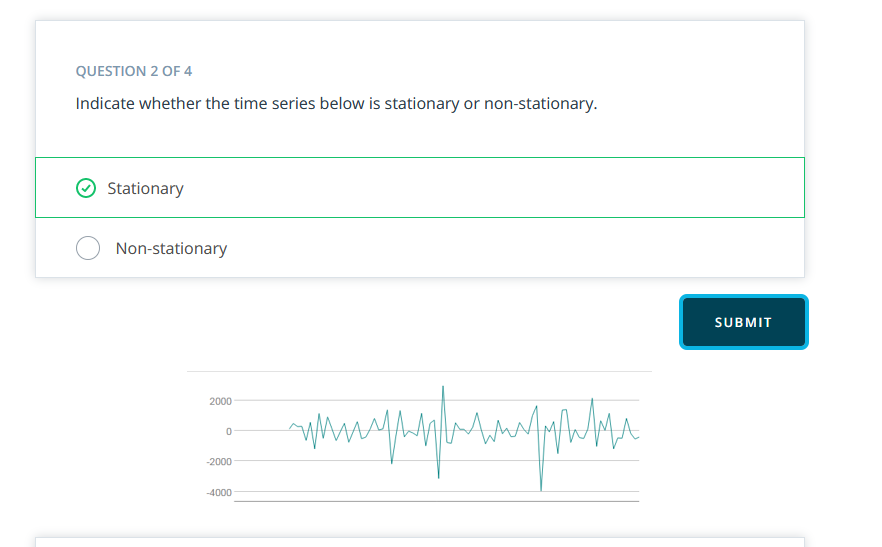 QUESTION 2 OF 4
Indicate whether the time series below is stationary or non-stationary.
Stationary
Non-stationary
SUBMIT
2000
0
-2000
-4000